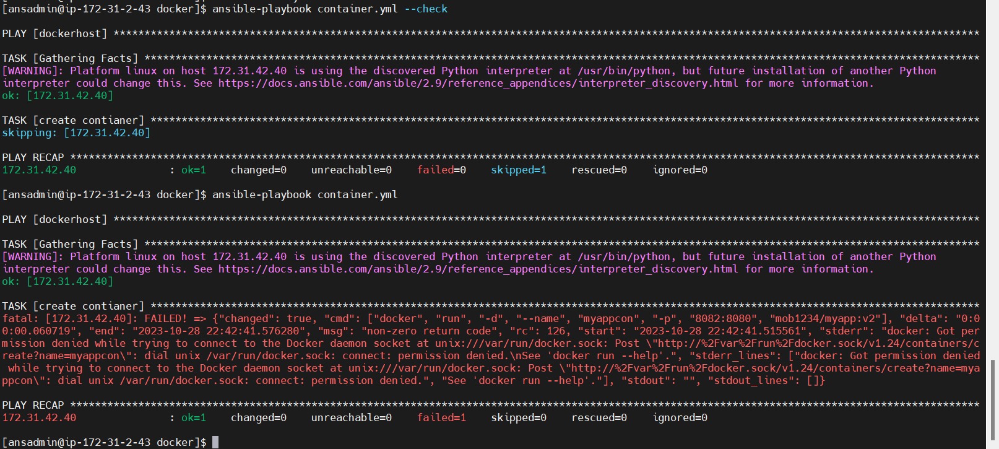 [ansadmin@ip-172-31-2-43 docker]$ ansible-playbook container.yml --check
PLAY [dockerhost] ********************************************************************************************************************************************
TASK [Gathering Facts] ***************************************************************************************************************************************
[WARNING]: Platform linux on host 172.31.42.40 is using the discovered Python interpreter at /usr/bin/python, but future installation of another Python
interpreter could change this. See https://docs.ansible.com/ansible/2.9/reference_appendices/interpreter_discovery.html for more information.
ok: [172.31.42.40]
TASK [create contianer] **************************************************************************************************************************************
skipping: [172.31.42.40]
PLAY RECAP ***************************************************************************************************************************************************
172.31.42.40               : ok=1    changed=0    unreachable=0    failed=0    skipped=1    rescued=0    ignored=0
[ansadmin@ip-172-31-2-43 docker]$ ansible-playbook container.yml
PLAY [dockerhost] ********************************************************************************************************************************************
TASK [Gathering Facts] ***************************************************************************************************************************************
[WARNING]: Platform linux on host 172.31.42.40 is using the discovered Python interpreter at /usr/bin/python, but future installation of another Python
interpreter could change this. See https://docs.ansible.com/ansible/2.9/reference_appendices/interpreter_discovery.html for more information.
ok: [172.31.42.40]
TASK [create contianer] **************************************************************************************************************************************
fatal: [172.31.42.40]: FAILED! => {"changed": true, "cmd": ["docker", "run", "-d", "--name", "myappcon", "-p", "8082:8080", "mob1234/myapp:v2"], "delta": "0:0
0:00.060719", "end": "2023-10-28 22:42:41.576280", "msg": "non-zero return code", "rc": 126, "start": "2023-10-28 22:42:41.515561", "stderr": "docker: Got per
mission denied while trying to connect to the Docker daemon socket at unix:///var/run/docker.sock: Post \"http://%2Fvar%2Frun%2Fdocker.sock/v1.24/containers/c
reate?name=myappcon\": dial unix /var/run/docker.sock: connect: permission denied.\nSee 'docker run --help'.", "stderr_lines": ["docker: Got permission denied
 while trying to connect to the Docker daemon socket at unix:///var/run/docker.sock: Post \"http://%2Fvar%2Frun%2Fdocker.sock/v1.24/containers/create?name=mya
ppcon\": dial unix /var/run/docker.sock: connect: permission denied.", "See 'docker run --help'."], "stdout": "", "stdout_lines": []}
PLAY RECAP ***************************************************************************************************************************************************
172.31.42.40               : ok=1    changed=0    unreachable=0    failed=1    skipped=0    rescued=0    ignored=0
[ansadmin@ip-172-31-2-43 docker]$